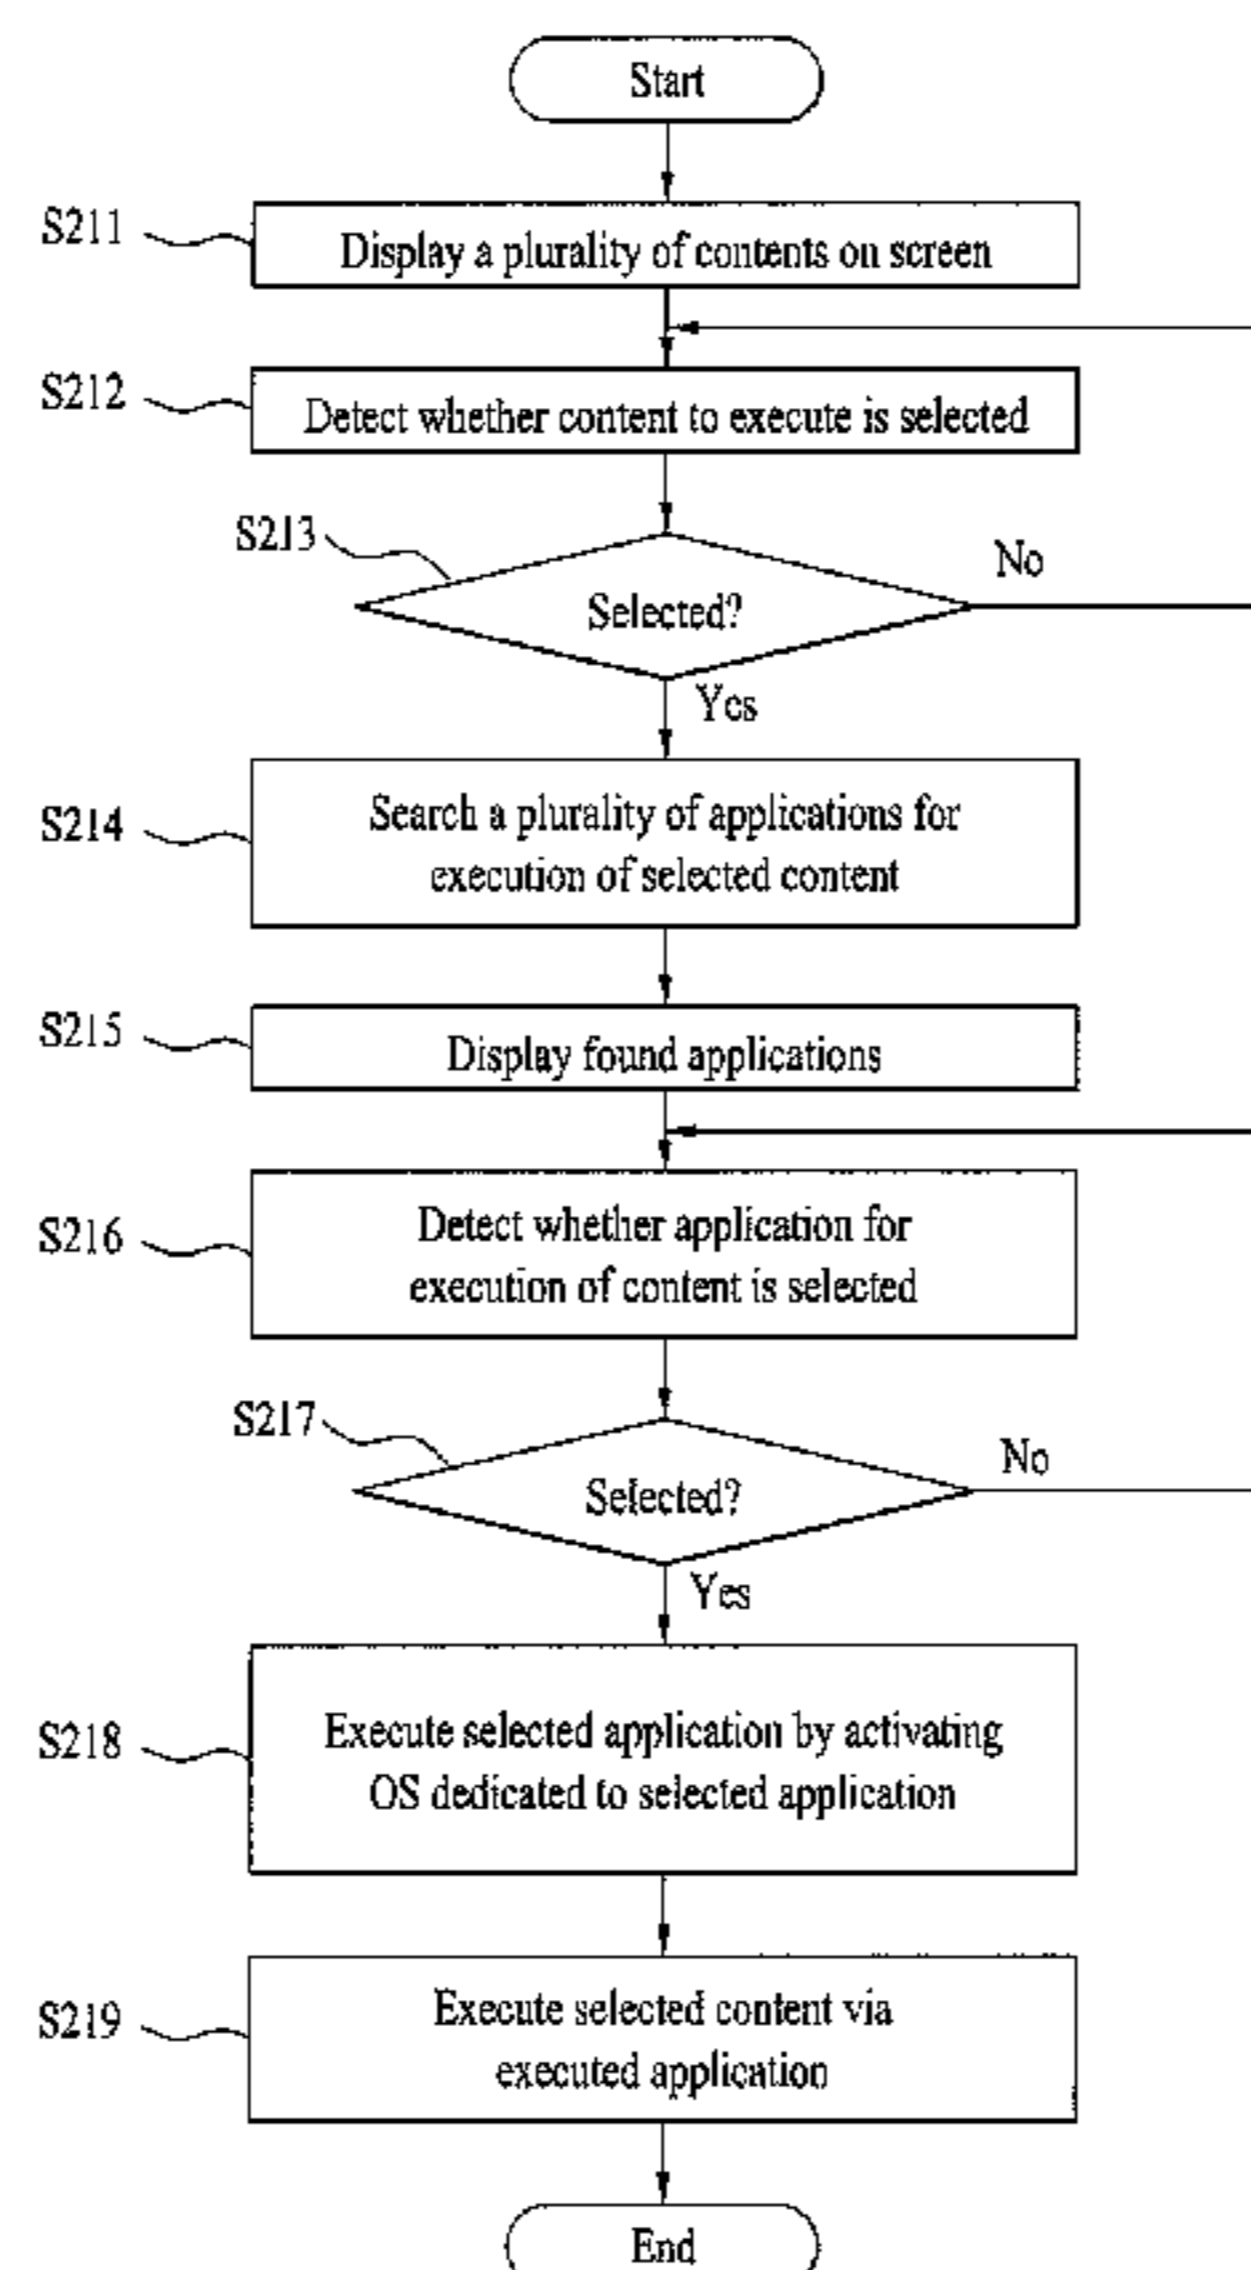 Start
S211
Display a plurality of contents on screen
S212
Detect whether content to execute is selected
S213
Selected?
No
Yes
S214
Search a plurality of applications for
execution of selected content
S215
Display found applications
S216
Detect whether application for
execution of content is selected
S217
Selected?
No
Yes
S218
Execute selected application by activating
OS dedicated to selected application
S219
Execute selected content via
executed application
End